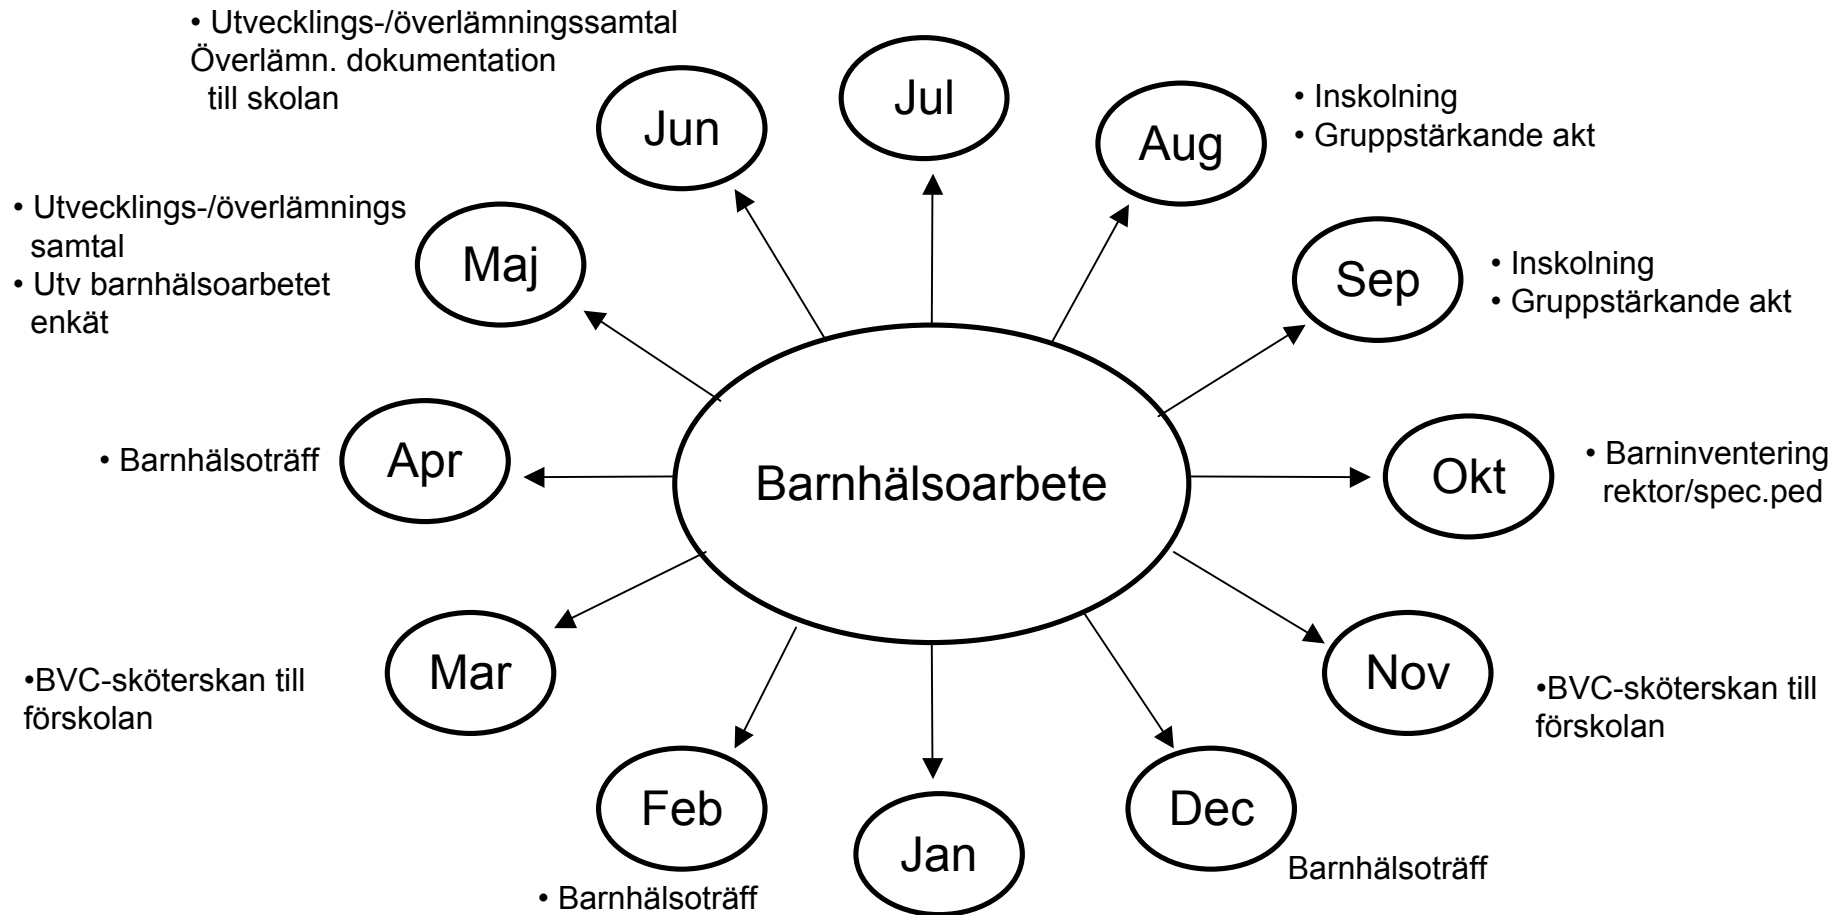 • Utvecklings-/överlämningssamtal
Överlämn. dokumentation
till skolan
Jun
Jul
Aug
• Inskolning
• Gruppstärkande akt
• Utvecklings-/överlämnings
samtal
• Utv barnhälsoarbetet
enkät
Maj
Sep
• Inskolning
• Gruppstärkande akt
• Barnhälsoträff
Apr
Barnhälsoarbete
Okt
• Barninventering
rektor/spec.ped
•BVC-sköterskan till
förskolan
Mar
Nov
•BVC-sköterskan till
förskolan
Feb
• Barnhälsoträff
Jan
Dec
Barnhälsoträff